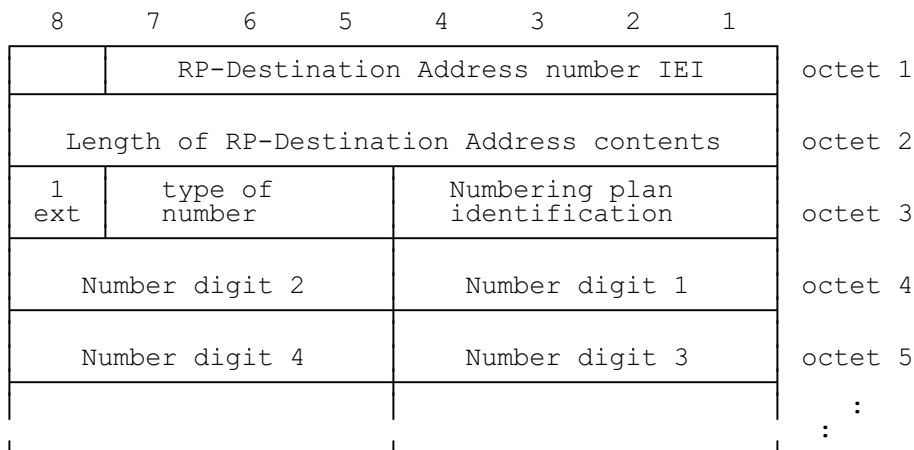 8 7 6 5 4 3 2 1
RP-Destination Address number IEI octet 1
Length of RP-Destination Address contents octet 2
1 type of Numbering plan
ext number identification octet 3
Number digit 2 Number digit 1 octet 4
Number digit 4 Number digit 3 octet 5
:
: